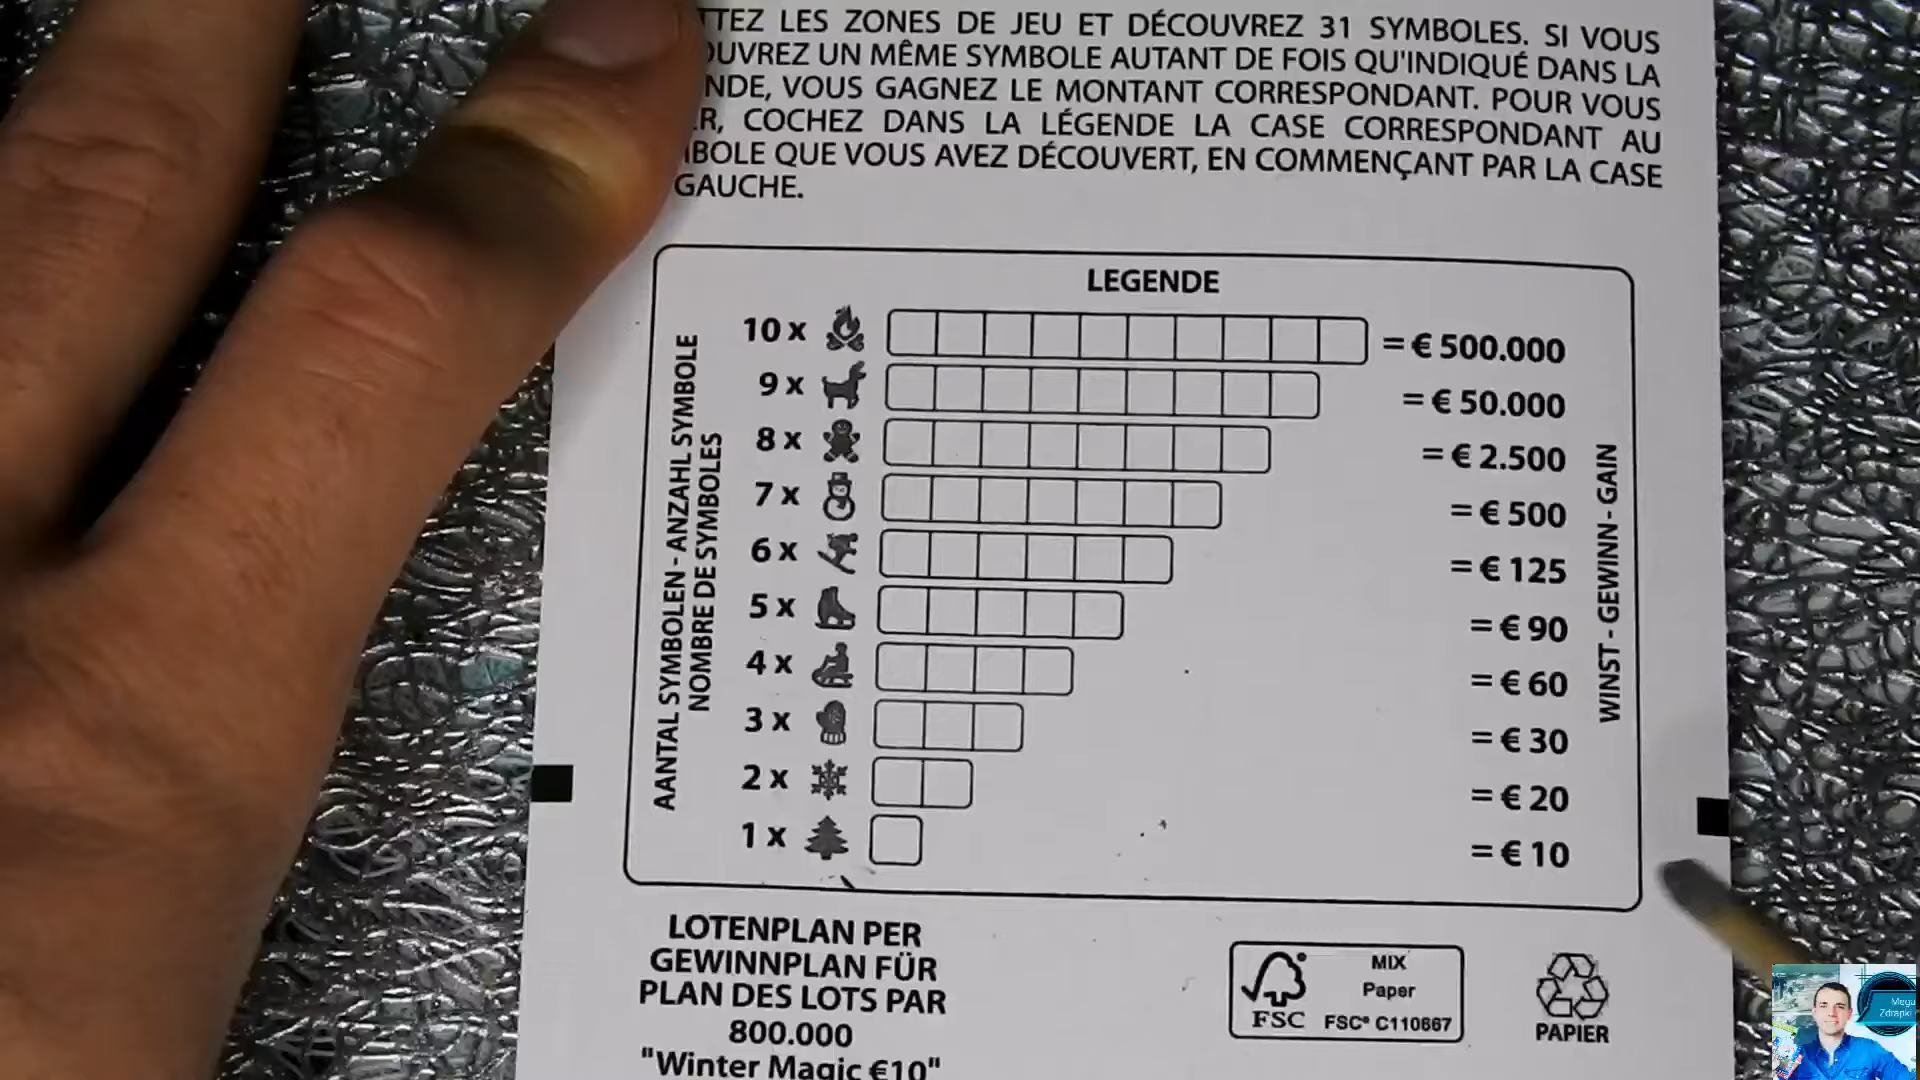 TTEZ LES ZONES DE JEU ET DÉCOUVREZ 31 SYMBOLES. SI VOUS
OUVREZ UN MÊME SYMBOLE AUTANT DE FOIS QU'INDIQUÉ DANS LA
NDE, VOUS GAGNEZ LE MONTANT CORRESPONDANT. POUR VOUS
ER, COCHEZ DANS LA LÉGENDE LA CASE CORRESPONDANT AU
MBOLE QUE VOUS AVEZ DÉCOUVERT, EN COMMENÇANT PAR LA CASE
GAUCHE.
LEGENDE
AANTAL SYMBOLEN - ANZAHL SYMBOLE
NOMBRE DE SYMBOLES
10 x = € 500.000
9 x = € 50.000
8 x = € 2.500
7 x = € 500
6 x = € 125
5 x = € 90
4 x = € 60
3 x = € 30
2 x = € 20
1 x = € 10
WINST - GEWINN - GAIN
LOTENPLAN PER
GEWINNPLAN FÜR
PLAN DES LOTS PAR
800.000
"Winter Magic €10"
FSC
MIX
Paper
FSC® C110667
PAPIER
Mega
Zdrapki